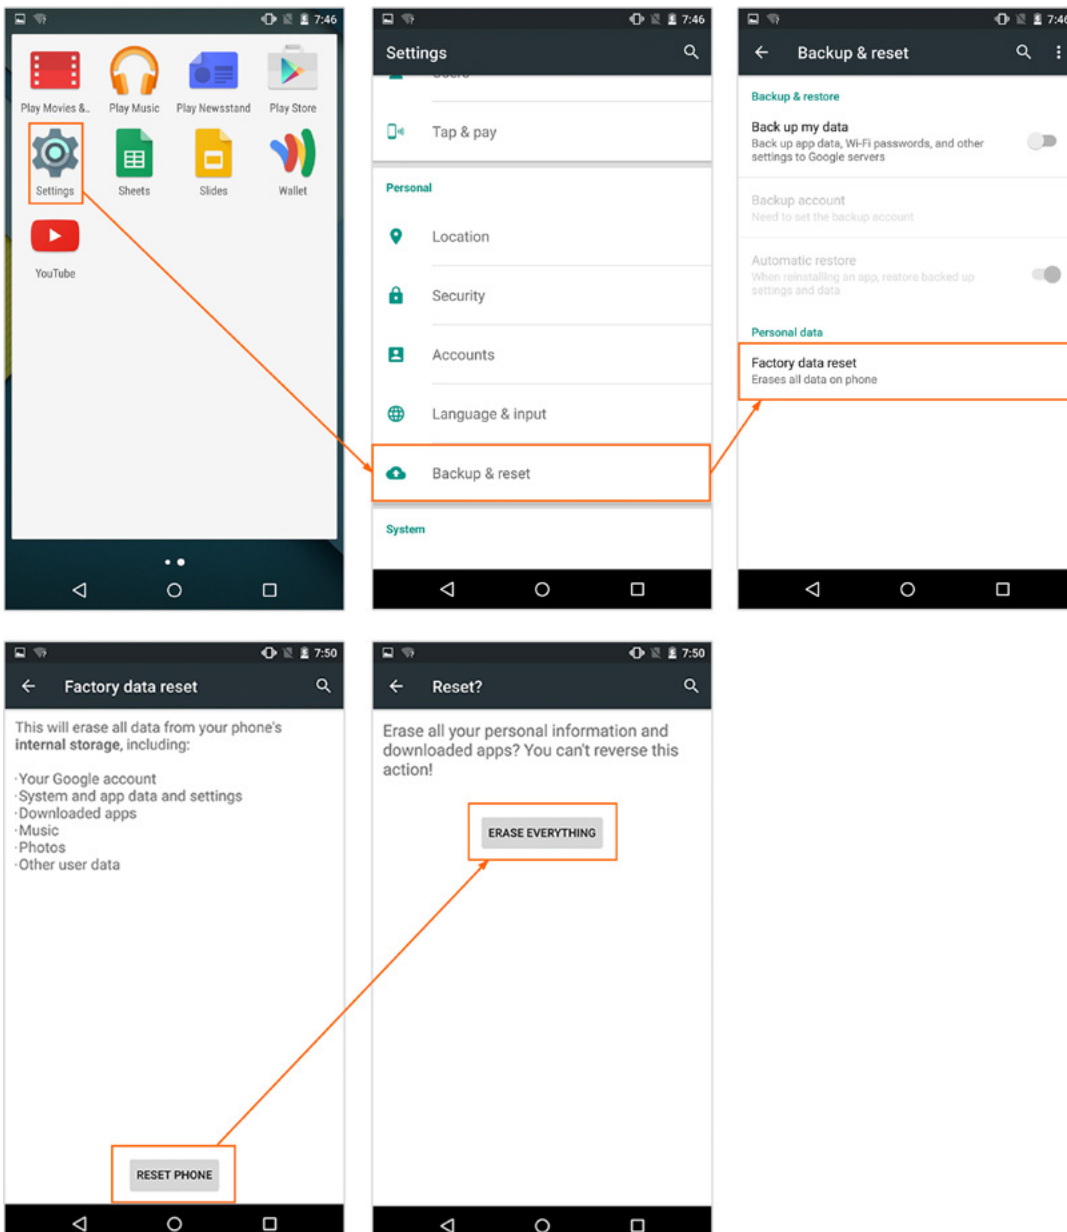 7:46
Play Movies &..
Play Music
Play Newsstand
Play Store
Settings
Sheets
Slides
Wallet
YouTube
7:46
Settings
Tap & pay
Personal
Location
Security
Accounts
Language & input
Backup & reset
System
7:46
Backup & reset
Backup & restore
Back up my data
Back up app data, Wi-Fi passwords, and other
settings to Google servers
Backup account
Need to set the backup account
Automatic restore
When reinstalling an app, restore backed up
settings and data
Personal data
Factory data reset
Erases all data on phone
7:50
Factory data reset
This will erase all data from your phone's
internal storage, including:
·Your Google account
·System and app data and settings
·Downloaded apps
·Music
·Photos
·Other user data
RESET PHONE
7:50
Reset?
Erase all your personal information and
downloaded apps? You can't reverse this
action!
ERASE EVERYTHING